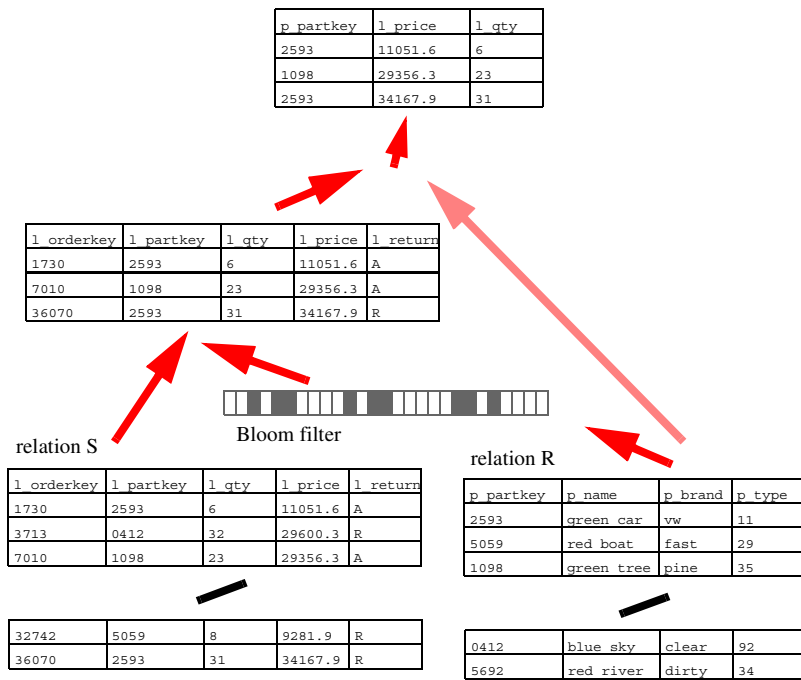 p_partkey l_price l_qty
2593 11051.6 6
1098 29356.3 23
2593 34167.9 31
l_orderkey l_partkey l_qty l_price l_return
1730 2593 6 11051.6 A
7010 1098 23 29356.3 A
36070 2593 31 34167.9 R
Bloom filter
relation S
l_orderkey l_partkey l_qty l_price l_return
1730 2593 6 11051.6 A
3713 0412 32 29600.3 R
7010 1098 23 29356.3 A
32742 5059 8 9281.9 R
36070 2593 31 34167.9 R
relation R
p_partkey p_name p_brand p_type
2593 green car vw 11
5059 red boat fast 29
1098 green tree pine 35
0412 blue sky clear 92
5692 red river dirty 34